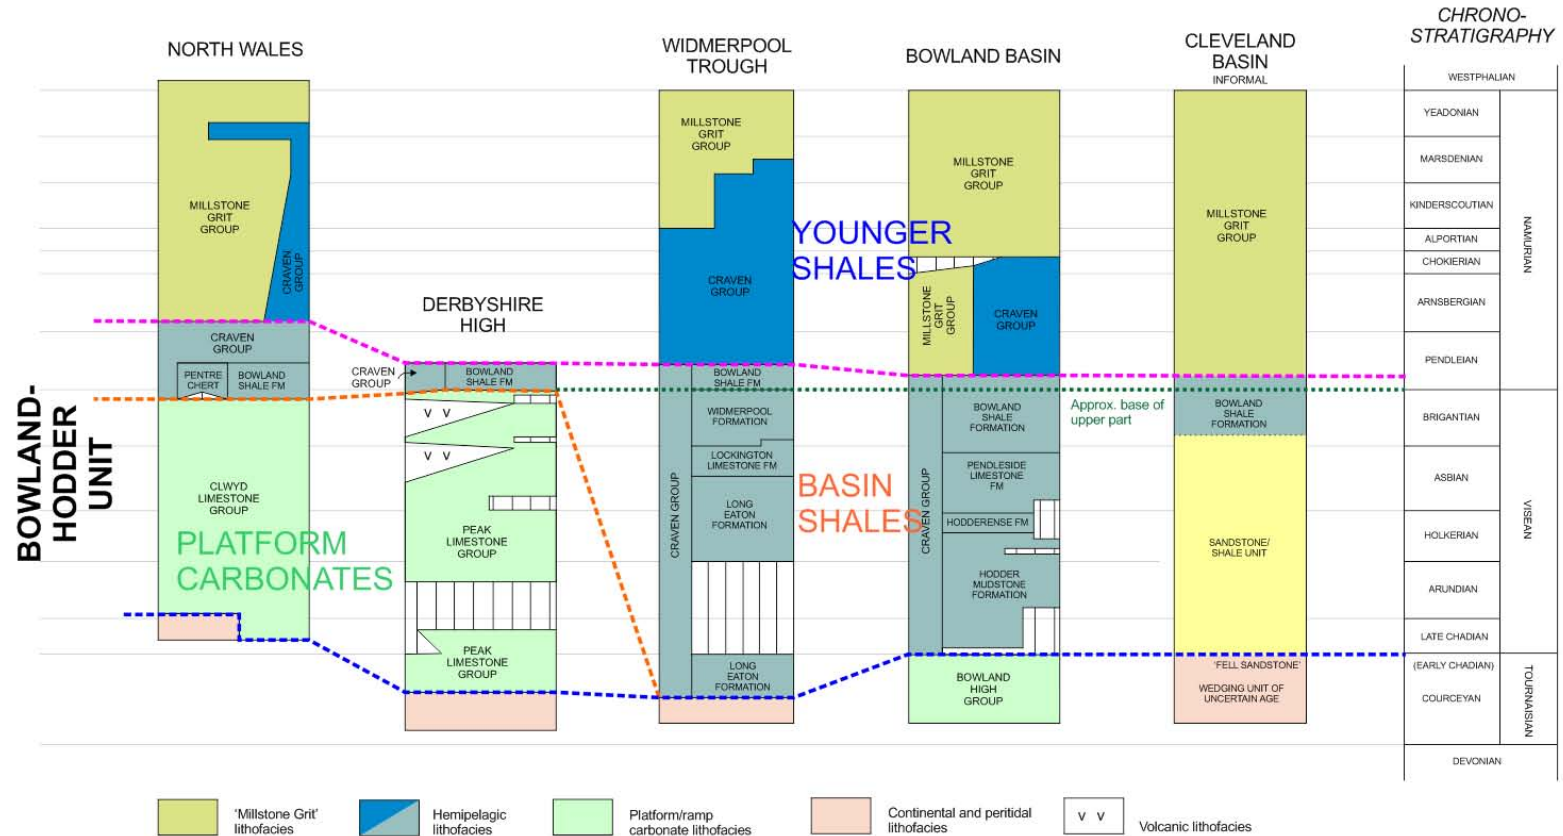 CHRONO-
STRATIGRAPHY
NORTH WALES
WIDMERPOOL
TROUGH
BOWLAND BASIN
CLEVELAND
BASIN
INFORMAL
DERBYSHIRE
HIGH
BOWLAND-
HODDER
UNIT
MILLSTONE
GRIT
GROUP
CRAVEN
GROUP
CRAVEN
GROUP
PENTRE
CHERT
BOWLAND
SHALE FM
CLWYD
LIMESTONE
GROUP
PLATFORM
CARBONATES
CRAVEN
GROUP
BOWLAND
SHALE FM
V V
V V
PEAK
LIMESTONE
GROUP
PEAK
LIMESTONE
GROUP
MILLSTONE
GRIT
GROUP
CRAVEN
GROUP
BOWLAND
SHALE FM
WIDMERPOOL
FORMATION
LOCKINGTON
LIMESTONE FM
LONG
EATON
FORMATION
CRAVEN GROUP
LONG
EATON
FORMATION
YOUNGER
SHALES
BASIN
SHALES
MILLSTONE
GRIT
GROUP
MILLSTONE
GRIT
GROUP
CRAVEN
GROUP
BOWLAND
SHALE
FORMATION
PENDLESIDE
LIMESTONE
FM
CRAVEN GROUP
HODDERENSE FM
HODDER
MUDSTONE
FORMATION
BOWLAND
HIGH
GROUP
Approx. base of
upper part
MILLSTONE
GRIT
GROUP
BOWLAND
SHALE
FORMATION
SANDSTONE/
SHALE UNIT
'FELL SANDSTONE'
WEDGING UNIT OF
UNCERTAIN AGE
WESTPHALIAN
YEADONIAN
MARSDENIAN
KINDERSCOUTIAN
ALPORTIAN
CHOKIERIAN
ARNSBERGIAN
PENDLEIAN
NAMURIAN
BRIGANTIAN
ASBIAN
HOLKERIAN
ARUNDIAN
LATE CHADIAN
VISEAN
(EARLY CHADIAN)
COURCEYAN
TOURNAISIAN
DEVONIAN
'Millstone Grit'
lithofacies
Hemipelagic
lithofacies
Platform/ramp
carbonate lithofacies
Continental and peritidal
lithofacies
V V
Volcanic lithofacies